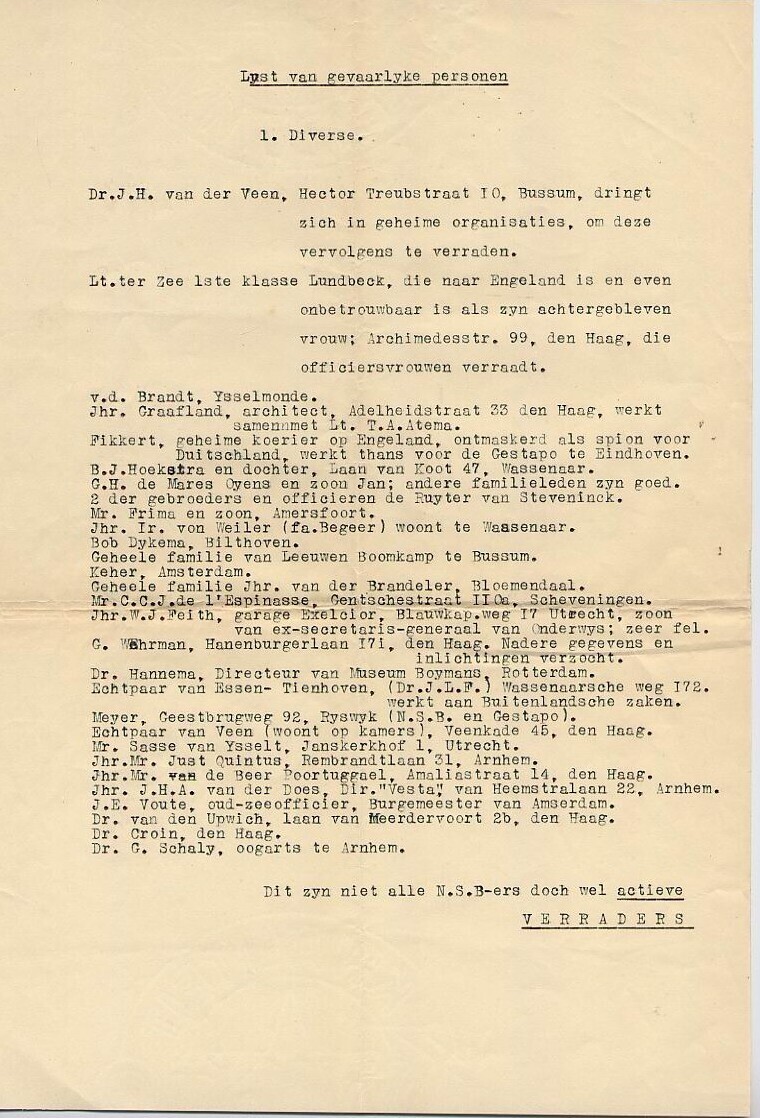 Lyst van gevaarlyke personen
1. Diverse.
Dr.J.H. van der Veen, Hector Treubstraat I0, Bussum, dringt
zich in geheime organisaties, om deze
vervolgens te verraden.
Lt.ter Zee 1ste klasse Lundbeck, die naar Engeland is en even
onbetrouwbaar is als zyn achtergebleven
vrouw; Archimedesstr. 99, den Haag, die
officiersvrouwen verraadt.
v.d. Brandt, Ysselmonde.
Jhr. Graafland, architect, Adelheidstraat 33 den Haag, werkt
samenmmet Lt. T.A.Atema.
Fikkert, geheime koerier op Engeland, ontmaskerd als spion voor
Duitschland, werkt thans voor de Gestapo te Eindhoven.
B.J.Hoekstra en dochter, Laan van Koot 47, Wassenaar.
G.H. de Mares Oyens en zoon Jan; andere familieleden zyn goed.
2 der gebroeders en officieren de Ruyter van Steveninck.
Mr. Frima en zoon, Amersfoort.
Jhr. Ir. von Weiler (fa.Begeer) woont te Wassenaar.
Bob Dykema, Bilthoven.
Geheele familie van Leeuwen Boomkamp te Bussum.
Keher, Amsterdam.
Geheele familie Jhr. van der Brandeler, Bloemendaal.
Mr.C.C.J.de l'Espinasse, Gentschestraat II0a, Scheveningen.
Jhr.W.J.Feith, garage Exelcior, Blauwkap.weg I7 Utrecht, zoon
van ex-secretaris-generaal van Onderwys; zeer fel.
G. Wehrman, Hanenburgerlaan I7i, den Haag. Nadere gegevens en
inlichtingen verzocht.
Dr. Hannema, Directeur van Museum Boymans, Rotterdam.
Echtpaar van Essen- Tienhoven, (Dr.J.L.F.) Wassenaarsche weg I72.
werkt aan Buitenlandsche zaken.
Meyer, Geestbrugweg 92, Ryswyk (N.S.B. en Gestapo).
Echtpaar van Veen (woont op kamers), Veenkade 45, den Haag.
Mr. Sasse van Ysselt, Janskerkhof 1, Utrecht.
Jhr.Mr. Just Quintus, Rembrandtlaan 31, Arnhem.
Jhr.Mr. van de Beer Poortuggael, Amaliastraat 14, den Haag.
Jhr. J.H.A. van der Does, Dir."Vesta", van Heemstralaan 22, Arnhem.
J.E. Voute, oud-zeeofficier, Burgemeester van Amserdam.
Dr. van den Upwich, laan van Meerdervoort 2b, den Haag.
Dr. Croin, den Haag.
Dr. G. Schaly, oogarts te Arnhem.
Dit zyn niet alle N.S.B-ers doch wel actieve
V E R R A D E R S